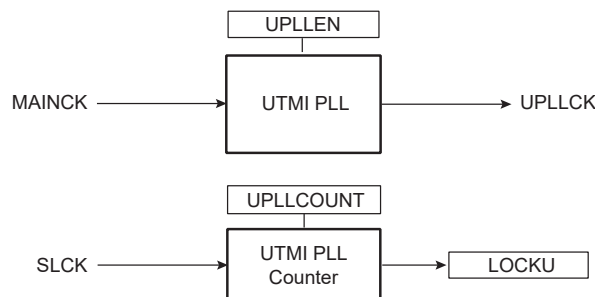 UPLLEN
MAINCK
UTMI PLL
UPLLCK
UPLLCOUNT
SLCK
UTMI PLL
Counter
LOCKU